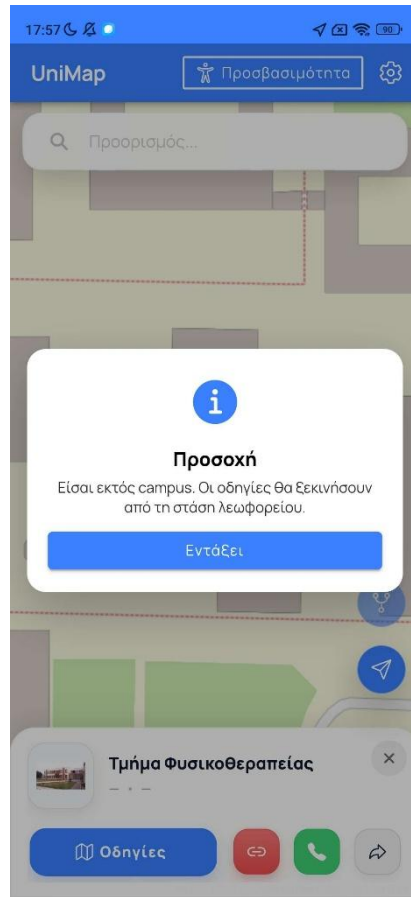 17:57
90
UniMap
Προσβασιμότητα
Προορισμός...
Προσοχή
Είσαι εκτός campus. Οι οδηγίες θα ξεκινήσουν
από τη στάση λεωφορείου.
Εντάξει
Τμήμα Φυσικοθεραπείας
– · –
Οδηγίες